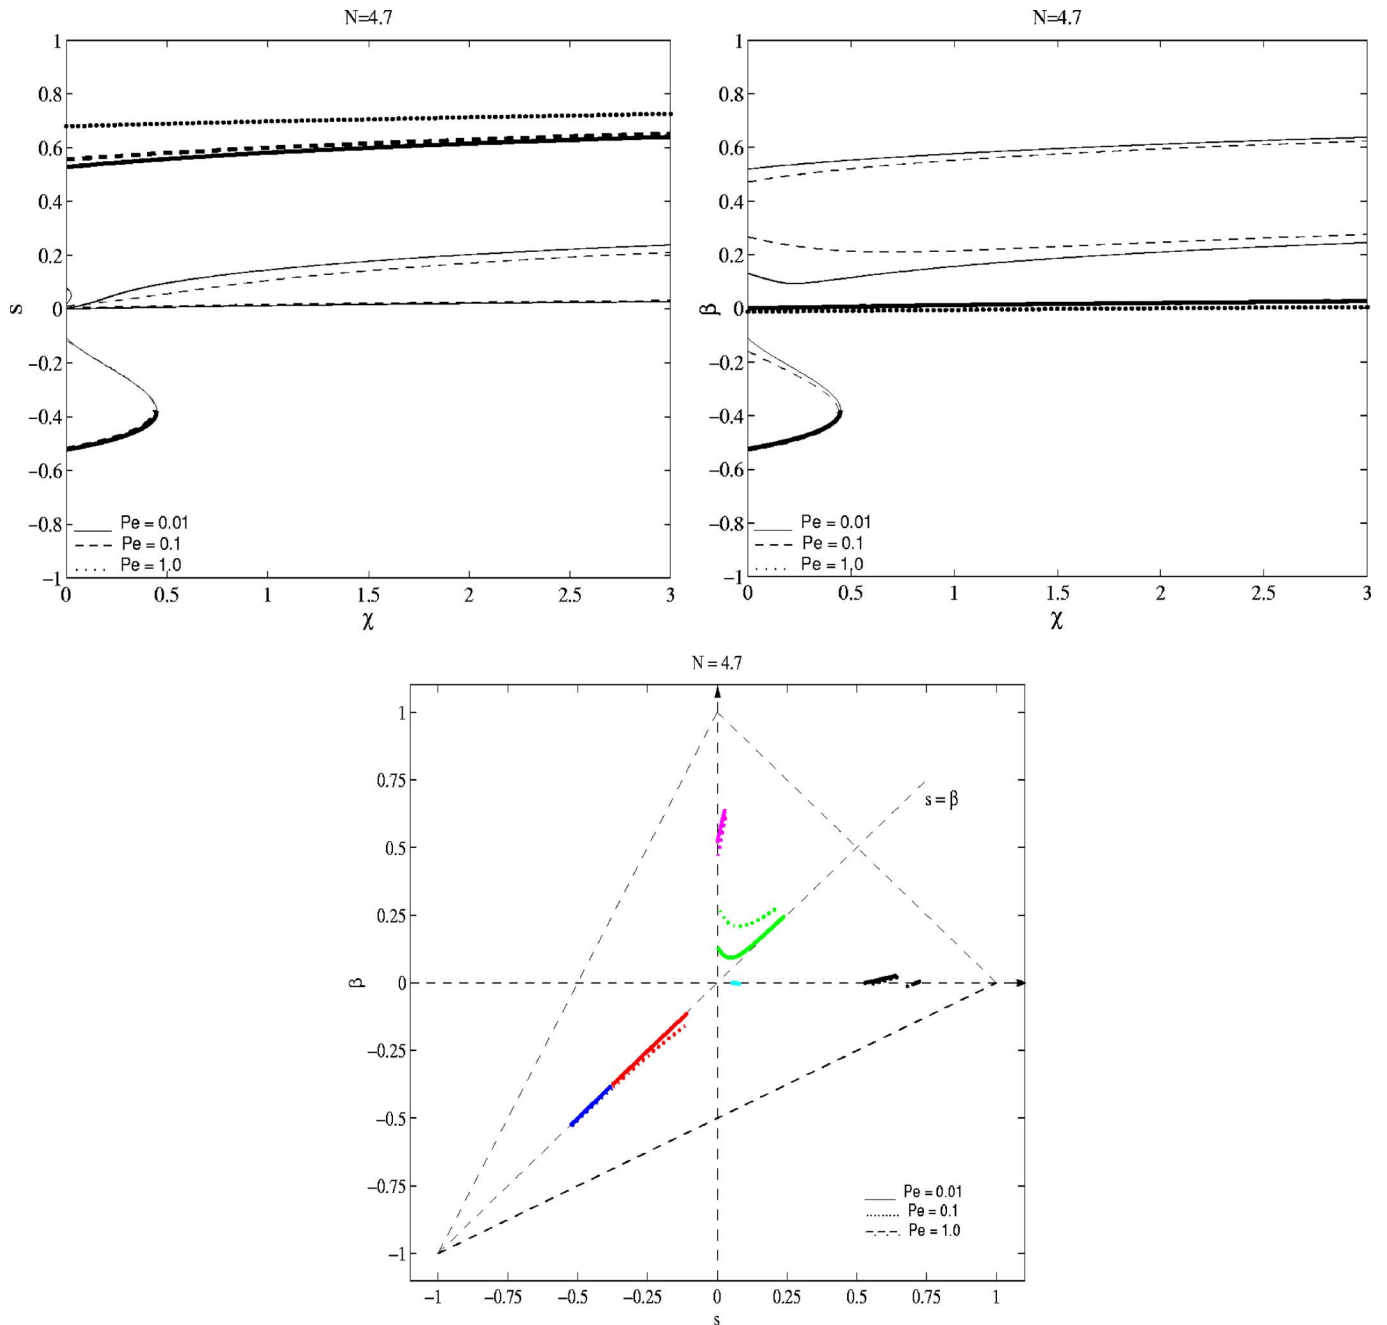 N=4.7
1
0.8
0.6
0.4
0.2
0
−0.2
−0.4
−0.6
−0.8
−1
s
0 0.5 1 1.5 2 2.5 3
χ
Pe = 0.01
Pe = 0.1
Pe = 1.0
N=4.7
1
0.8
0.6
0.4
0.2
0
−0.2
−0.4
−0.6
−0.8
−1
β
0 0.5 1 1.5 2 2.5 3
χ
Pe = 0.01
Pe = 0.1
Pe = 1.0
N = 4.7
1
0.75
0.5
0.25
0
−0.25
−0.5
−0.75
−1
β
s = β
Pe = 0.01
Pe = 0.1
Pe = 1.0
−1 −0.75 −0.5 −0.25 0 0.25 0.5 0.75 1
s